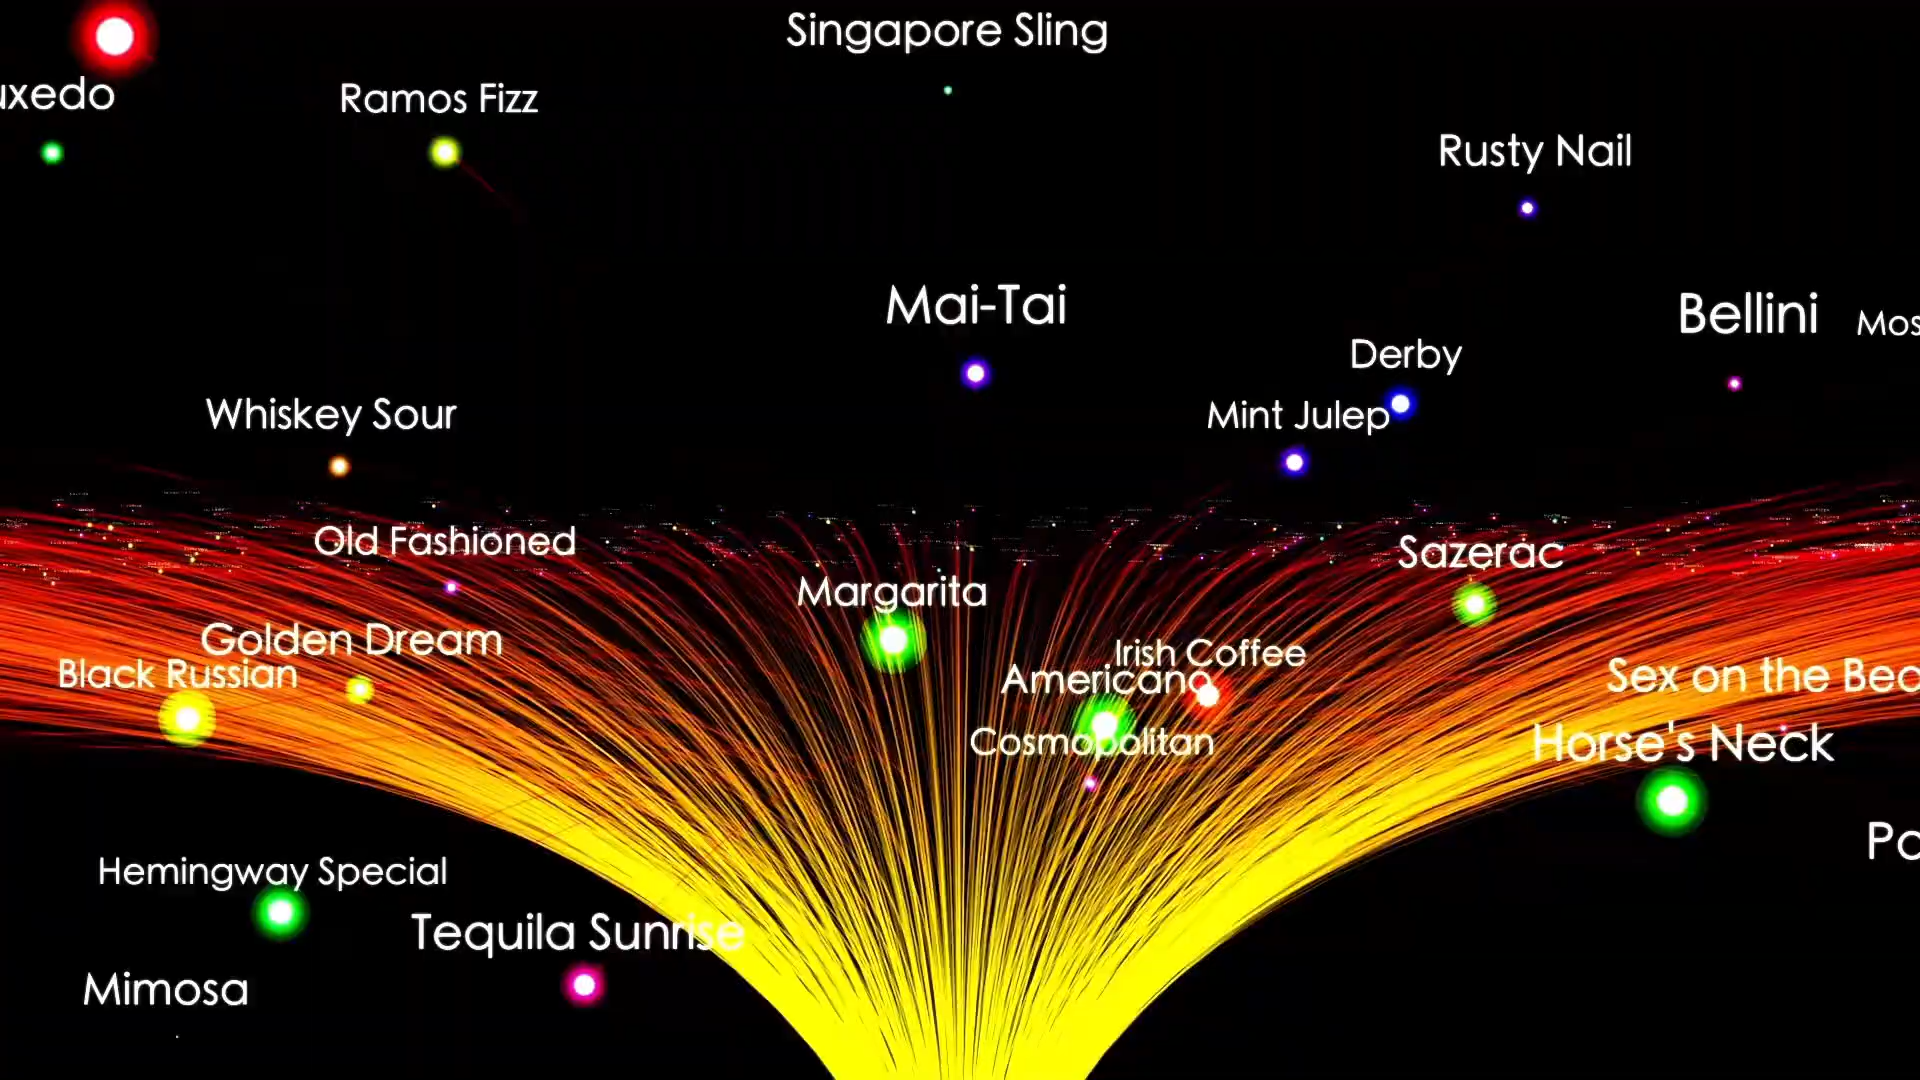 Singapore Sling
uxedo
Ramos Fizz
Rusty Nail
Mai-Tai
Bellini
Mos
Derby
Whiskey Sour
Mint Julep
Old Fashioned
Sazerac
Margarita
Golden Dream
Irish Coffee
Black Russian
Americano
Sex on the Bea
Cosmopolitan
Horse's Neck
Po
Hemingway Special
Tequila Sunrise
Mimosa